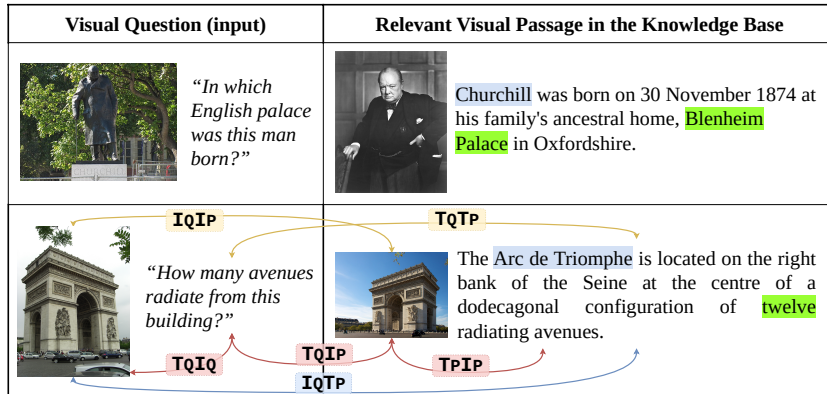 Visual Question (input)
Relevant Visual Passage in the Knowledge Base
CHURCHILL
“In which
English palace
was this man
born?”
Churchill was born on 30 November 1874 at
his family's ancestral home, Blenheim
Palace in Oxfordshire.
IQIP
TQTP
“How many avenues
radiate from this
building?”
The Arc de Triomphe is located on the right
bank of the Seine at the centre of a
dodecagonal configuration of twelve
radiating avenues.
TQIQ
TQIP
TPIP
IQTP